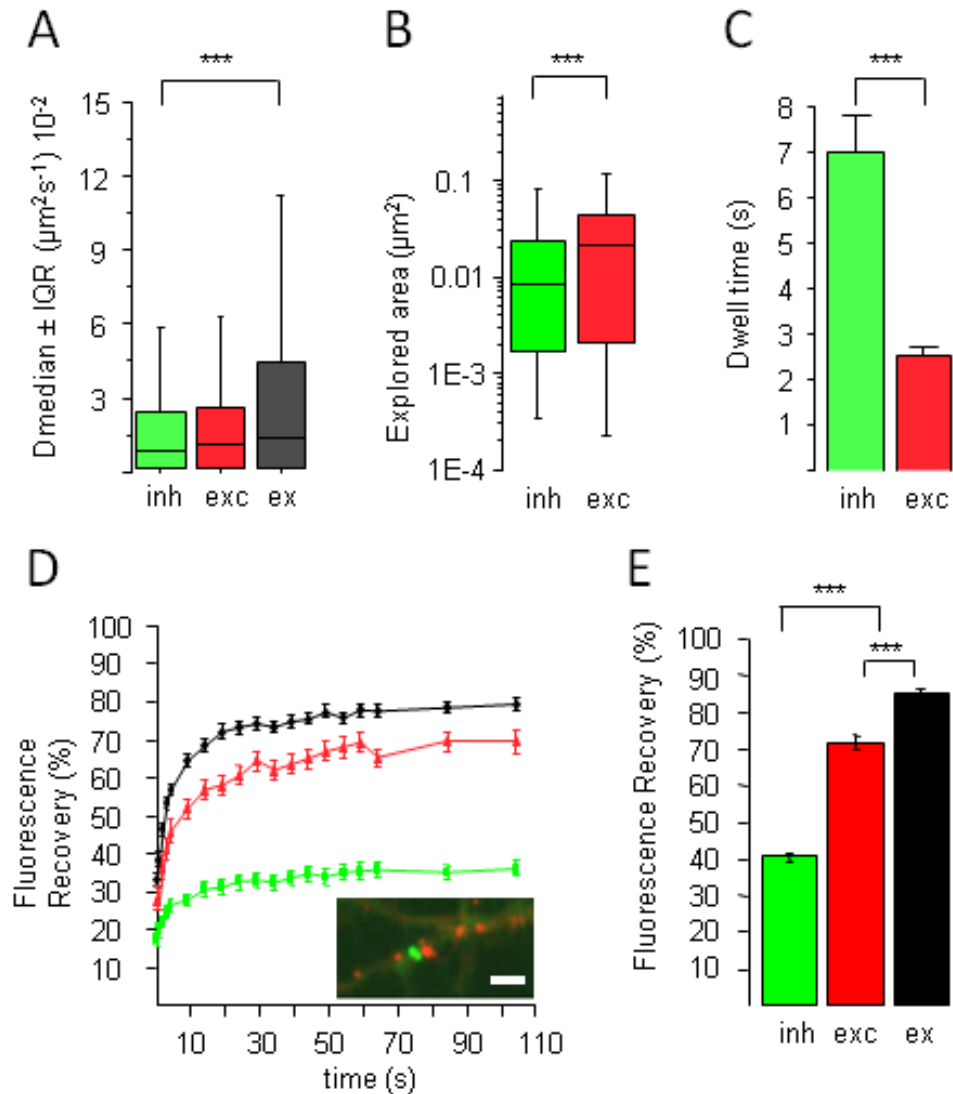 A
***
Dmedian ± IQR (μm²s⁻¹) 10⁻²
15
12
9
6
3
inh exc ex
B
***
Explored area (μm²)
0.1
0.01
1E-3
1E-4
inh exc
C
***
Dwell time (s)
8
7
6
5
4
3
2
1
inh exc
D
Fluorescence
Recovery (%)
100
90
80
70
60
50
40
30
20
10
10 30 50 70 90 110
time (s)
E
***
***
Fluorescence Recovery (%)
100
90
80
70
60
50
40
30
20
10
inh exc ex